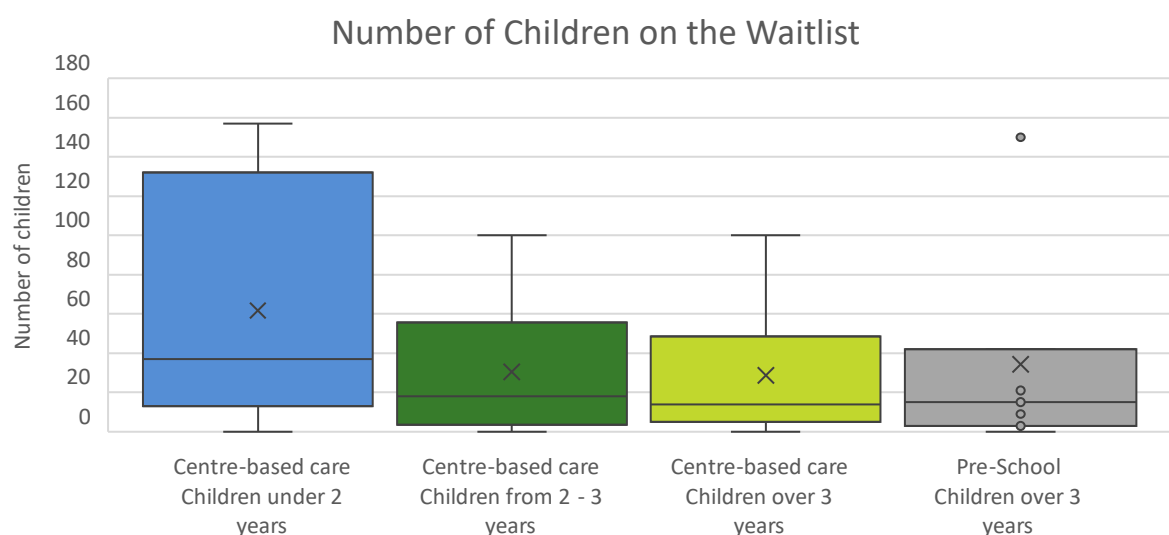 Number of Children on the Waitlist
180
160
140
120
100
80
60
40
20
0
Number of children
Centre-based care
Children under 2
years
Centre-based care
Children from 2 - 3
years
Centre-based care
Children over 3
years
Pre-School
Children over 3
years